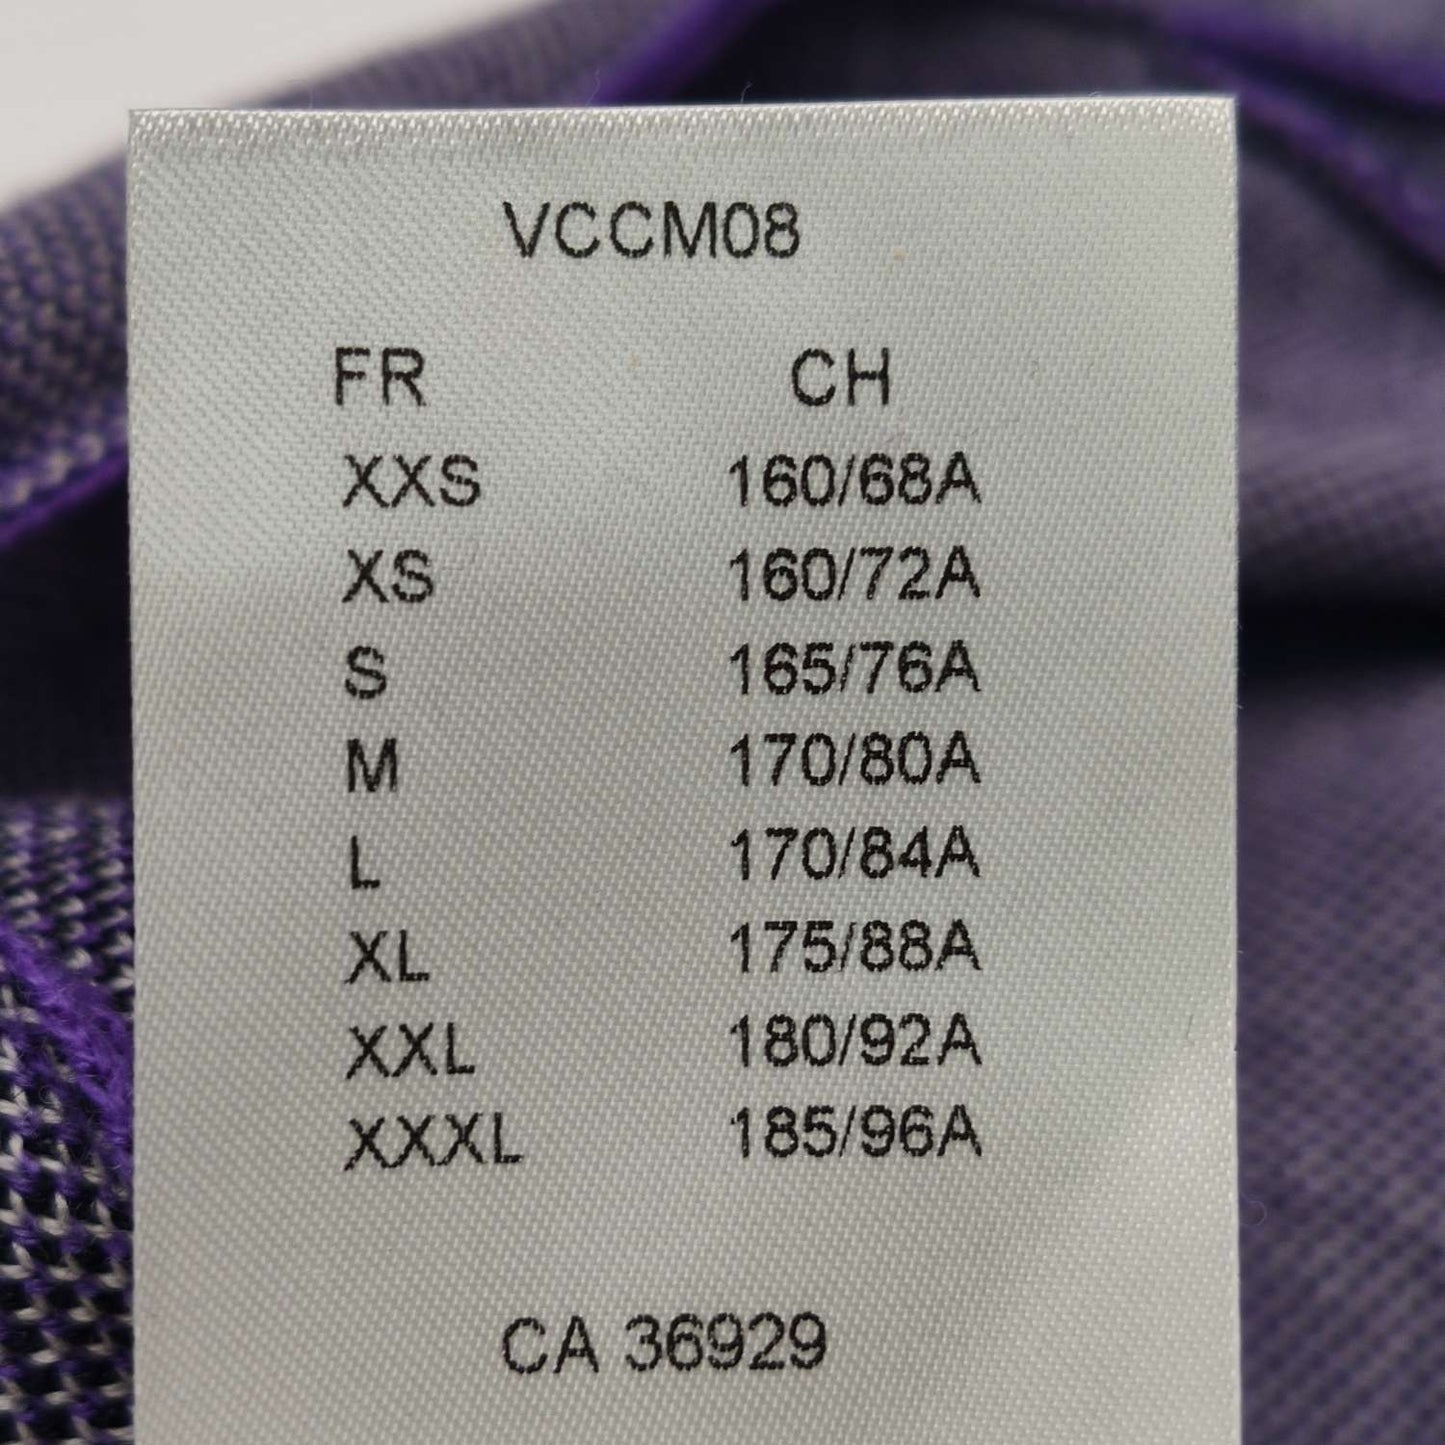 VCCM08
FR CH
XXS 160/68A
XS 160/72A
S 165/76A
M 170/80A
L 170/84A
XL 175/88A
XXL 180/92A
XXXL 185/96A
CA 36929